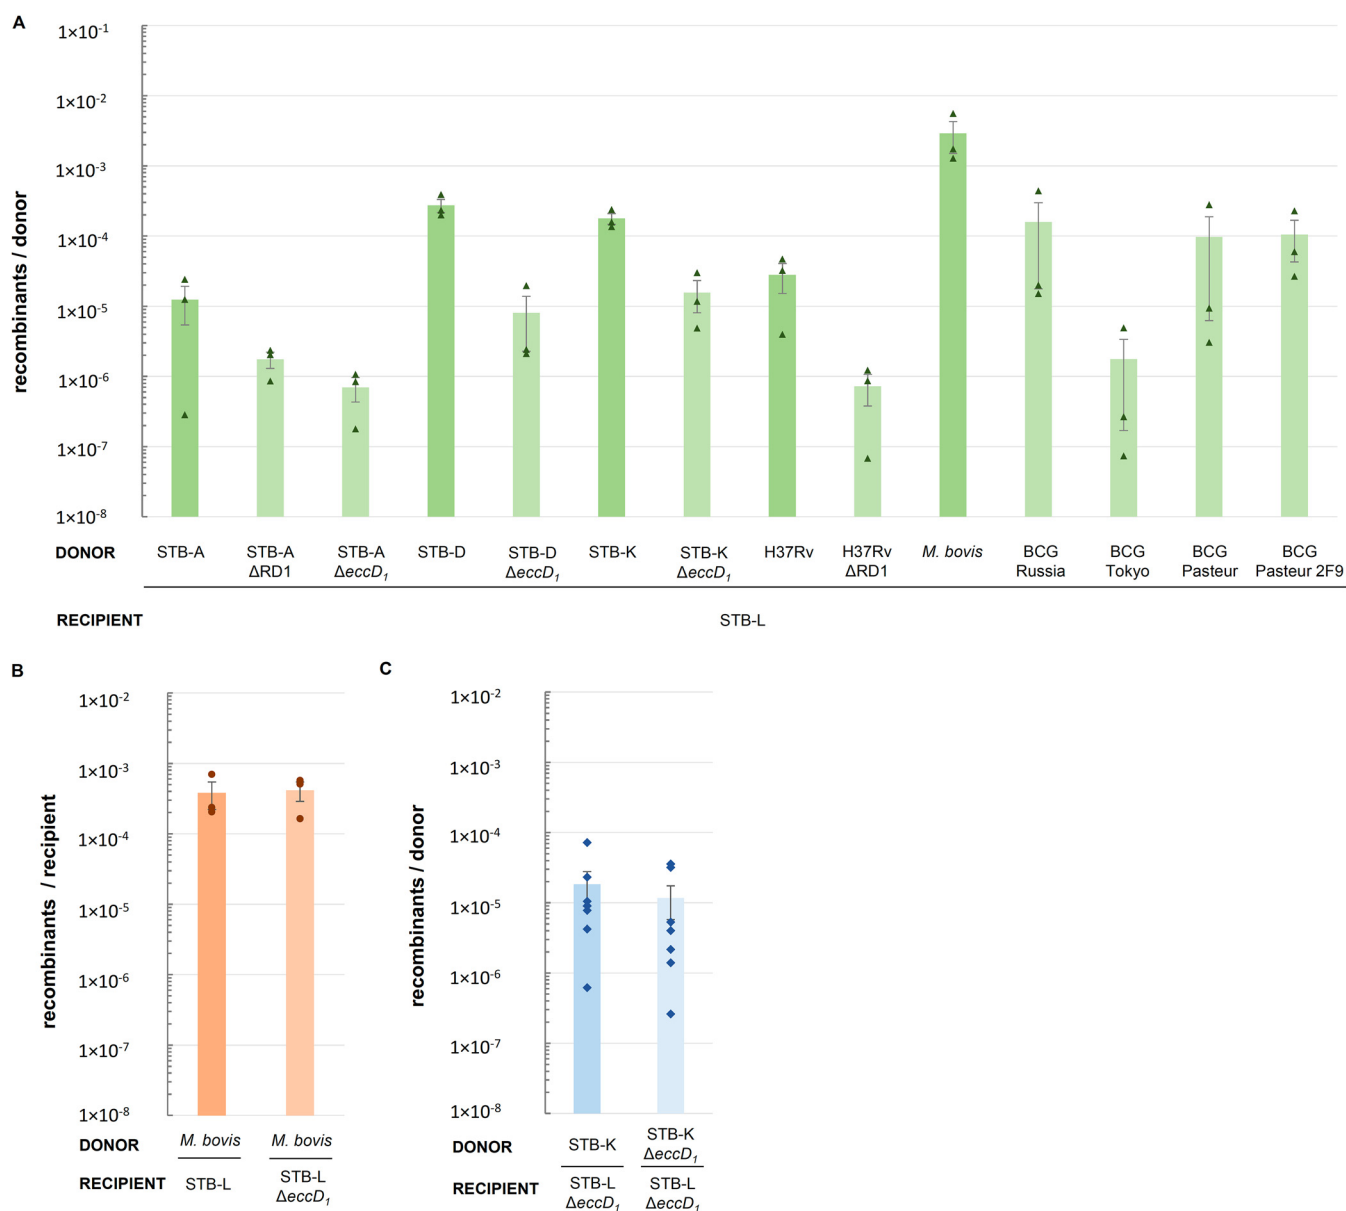 A
1×10⁻¹
1×10⁻²
1×10⁻³
1×10⁻⁴
1×10⁻⁵
1×10⁻⁶
1×10⁻⁷
1×10⁻⁸
recombinants / donor
DONOR STB-A STB-A STB-A STB-D STB-D STB-K STB-K H37Rv H37Rv M. bovis BCG BCG BCG BCG
ΔRD1 ΔeccD₁ ΔeccD₁ ΔeccD₁ ΔRD1 Russia Tokyo Pasteur Pasteur 2F9
RECIPIENT STB-L
B
1×10⁻²
1×10⁻³
1×10⁻⁴
1×10⁻⁵
1×10⁻⁶
1×10⁻⁷
1×10⁻⁸
recombinants / recipient
DONOR M. bovis M. bovis
RECIPIENT STB-L STB-L
ΔeccD₁
C
1×10⁻²
1×10⁻³
1×10⁻⁴
1×10⁻⁵
1×10⁻⁶
1×10⁻⁷
1×10⁻⁸
recombinants / donor
DONOR STB-K STB-K
ΔeccD₁
RECIPIENT STB-L STB-L
ΔeccD₁ ΔeccD₁